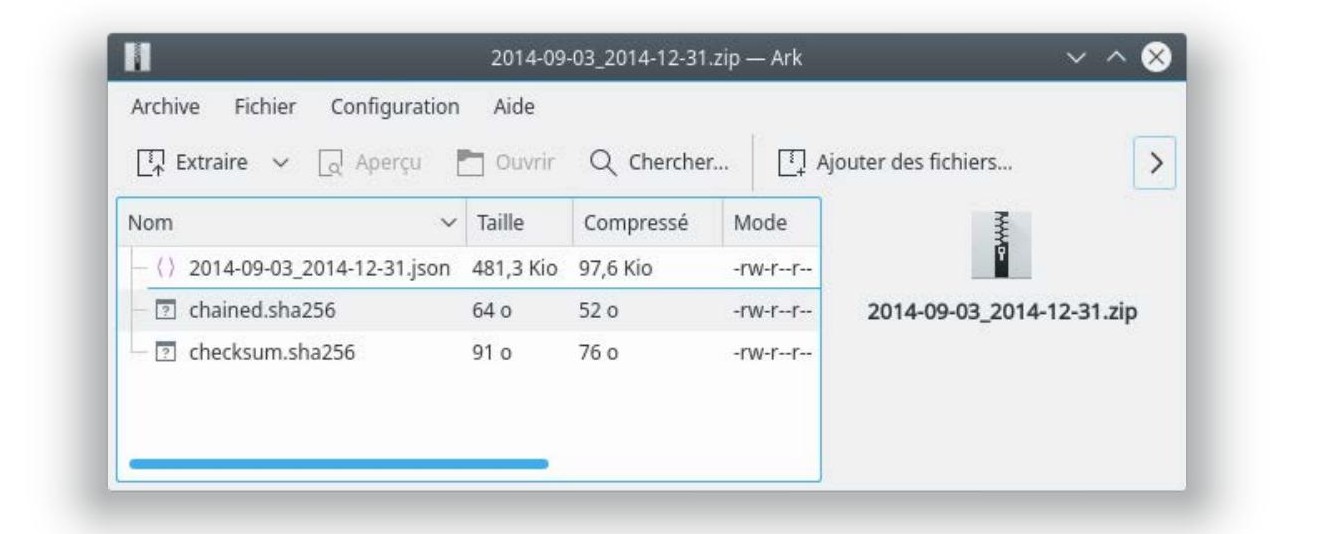 2014-09-03_2014-12-31.zip — Ark
Archive Fichier Configuration Aide
Extraire Aperçu Ouvrir Chercher... Ajouter des fichiers...
Nom Taille Compressé Mode
2014-09-03_2014-12-31.json 481,3 Kio 97,6 Kio -rw-r--r--
chained.sha256 64 o 52 o -rw-r--r--
2014-09-03_2014-12-31.zip
checksum.sha256 91 o 76 o -rw-r--r--